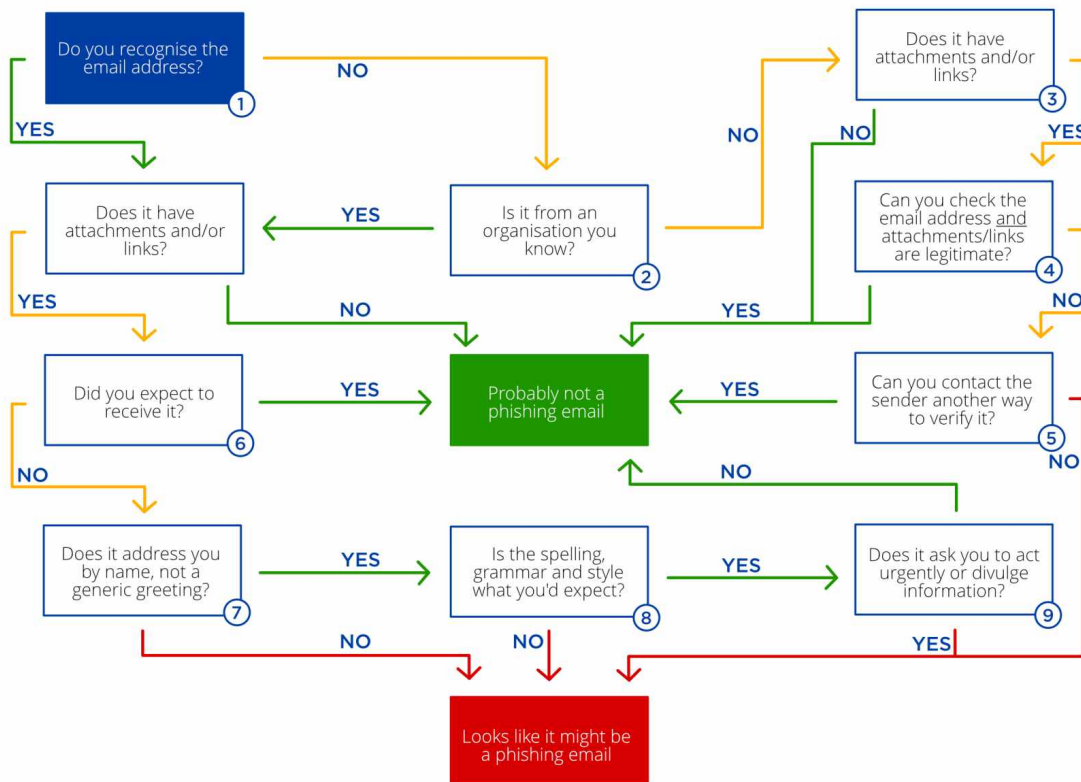 Do you recognise the
email address?
1
NO
YES
Does it have
attachments and/or
links?
3
NO
NO
YES
Does it have
attachments and/or
links?
YES
Is it from an
organisation you
know?
2
Can you check the
email address and
attachments/links
are legitimate?
4
YES
NO
YES
NO
Did you expect to
receive it?
6
YES
Probably not a
phishing email
YES
Can you contact the
sender another way
to verify it?
5
NO
NO
NO
Does it address you
by name, not a
generic greeting?
7
YES
Is the spelling,
grammar and style
what you'd expect?
8
YES
Does it ask you to act
urgently or divulge
information?
9
NO
NO
YES
Looks like it might be
a phishing email